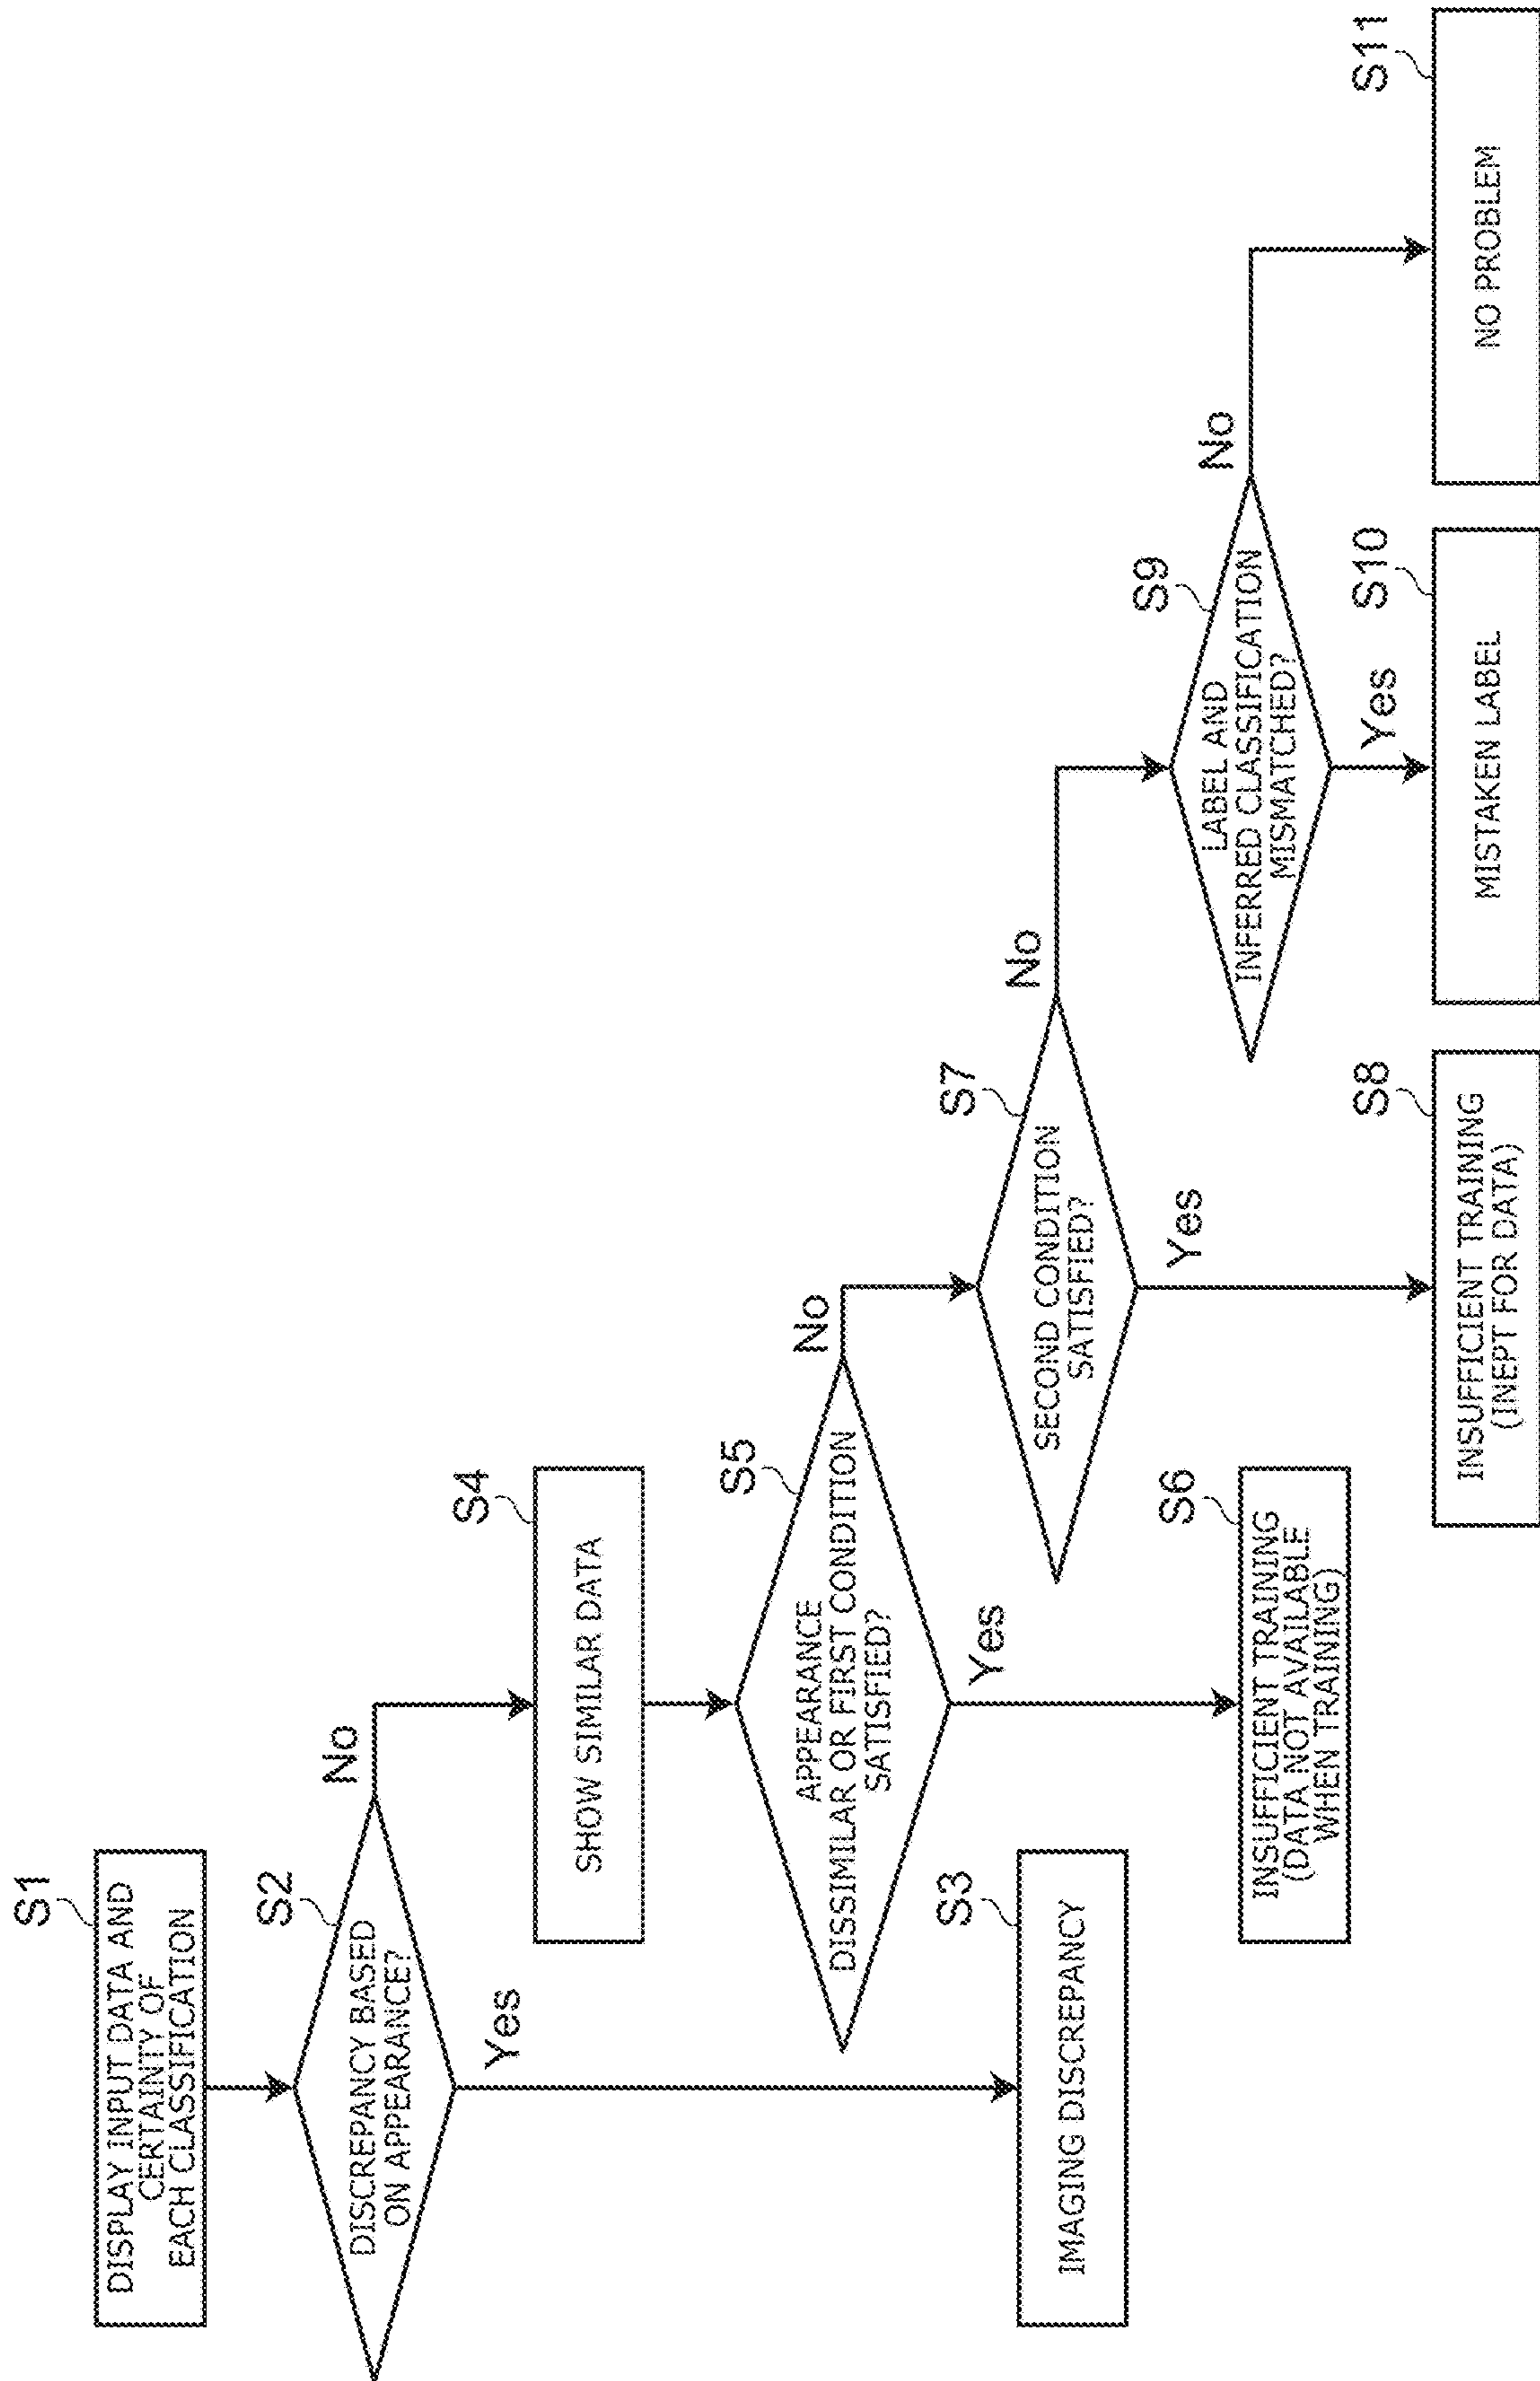 S1
DISPLAY INPUT DATA AND
CERTAINTY OF
EACH CLASSIFICATION
S2
DISCREPANCY BASED
ON APPEARANCE?
No
Yes
S3
IMAGING DISCREPANCY
S4
SHOW SIMILAR DATA
S5
APPEARANCE
DISSIMILAR OR FIRST CONDITION
SATISFIED?
No
Yes
S6
INSUFFICIENT TRAINING
(DATA NOT AVAILABLE
WHEN TRAINING)
S7
SECOND CONDITION
SATISFIED?
No
Yes
S8
INSUFFICIENT TRAINING
(INEPT FOR DATA)
S9
LABEL AND
INFERRED CLASSIFICATION
MISMATCHED?
No
Yes
S10
MISTAKEN LABEL
S11
NO PROBLEM